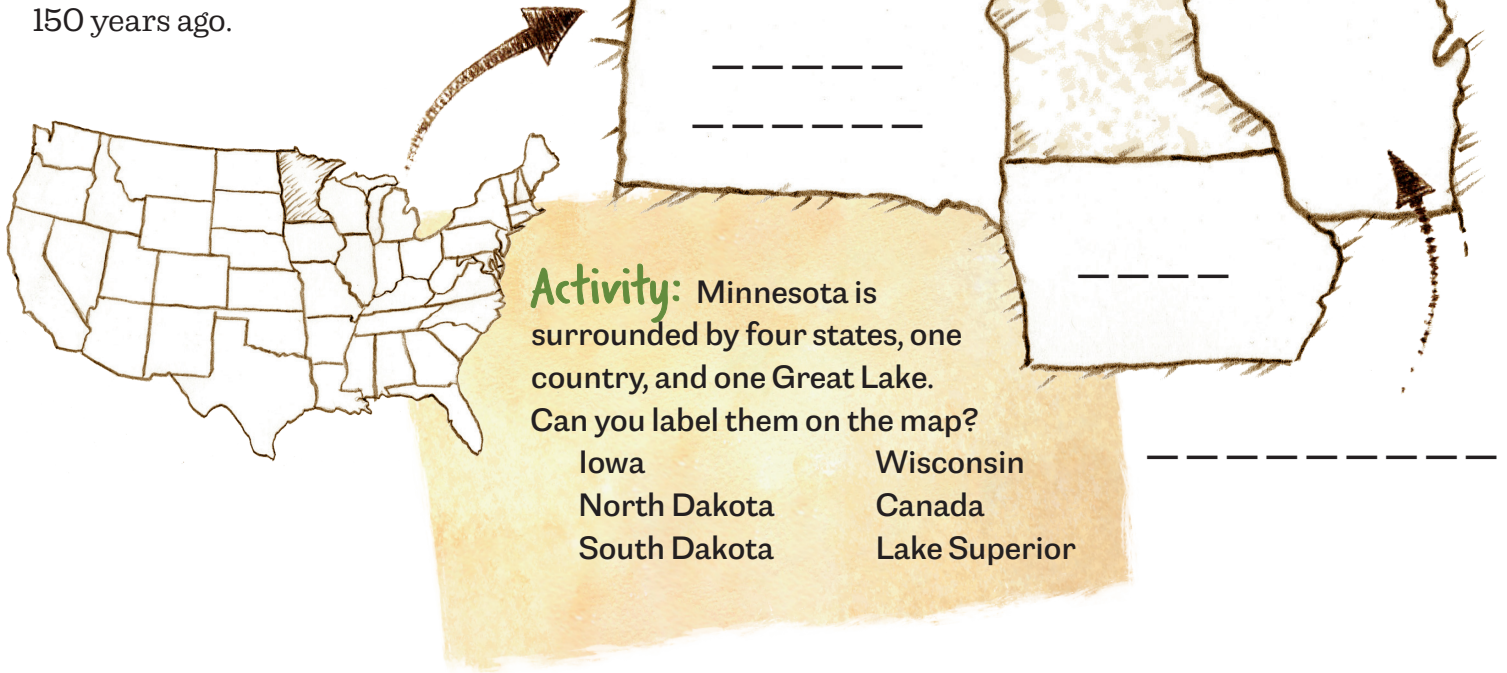 150 years ago.
_ _ _ _ _
_ _ _ _ _ _
_ _ _ _
Activity: Minnesota is
surrounded by four states, one
country, and one Great Lake.
Can you label them on the map?
Iowa
North Dakota
South Dakota
Wisconsin
Canada
Lake Superior
_ _ _ _ _ _ _ _ _